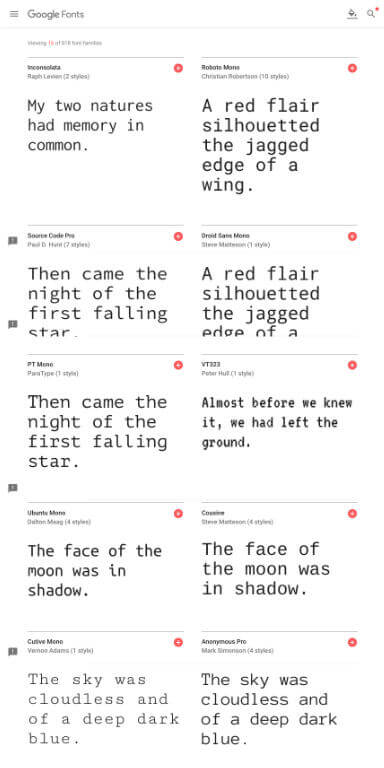 Google Fonts
Viewing 15 of 818 font families
Inconsolata
Raph Levien (2 styles)
My two natures
had memory in
common.
Roboto Mono
Christian Robertson (10 styles)
A red flair
silhouetted
the jagged
edge of a
wing.
Source Code Pro
Paul D. Hunt (7 styles)
Then came the
night of the
first falling
star.
Droid Sans Mono
Steve Matteson (1 style)
A red flair
silhouetted
the jagged
edge of a
PT Mono
ParaType (1 style)
Then came the
night of the
first falling
star.
VT323
Peter Hull (1 style)
Almost before we knew
it, we had left the
ground.
Ubuntu Mono
Dalton Maag (4 styles)
The face of the
moon was in
shadow.
Cousine
Steve Matteson (4 styles)
The face of
the moon was
in shadow.
Cutive Mono
Vernon Adams (1 style)
The sky was
cloudless and
of a deep dark
blue.
Anonymous Pro
Mark Simonson (4 styles)
The sky was
cloudless and
of a deep dark
blue.